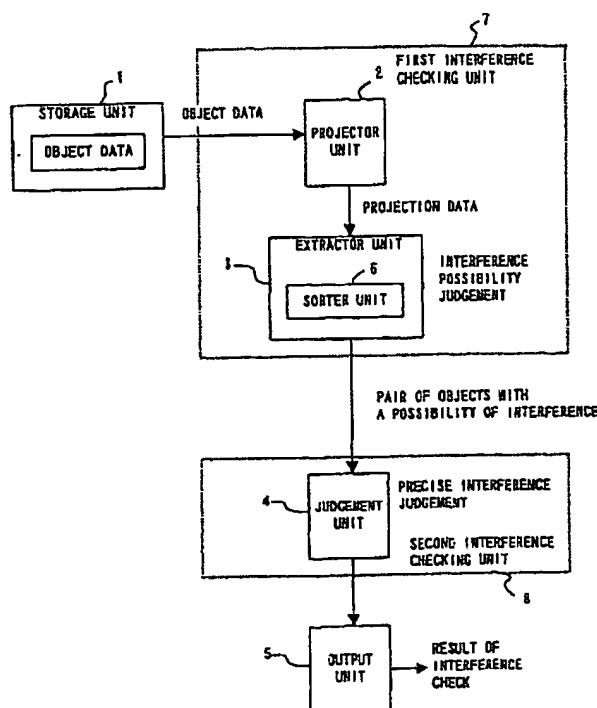 7
FIRST INTERFERENCE
CHECKING UNIT
1
STORAGE UNIT
OBJECT DATA
OBJECT DATA
2
PROJECTOR
UNIT
PROJECTION DATA
EXTRACTOR UNIT
3
6
SORTER UNIT
INTERFERENCE
POSSIBILITY
JUDGEMENT
PAIR OF OBJECTS WITH
A POSSIBILITY OF INTERFERENCE
4
JUDGEMENT
UNIT
PRECISE INTERFERENCE
JUDGEMENT
SECOND INTERFERENCE
CHECKING UNIT
8
5
OUTPUT
UNIT
RESULT OF
INTERFERENCE
CHECK